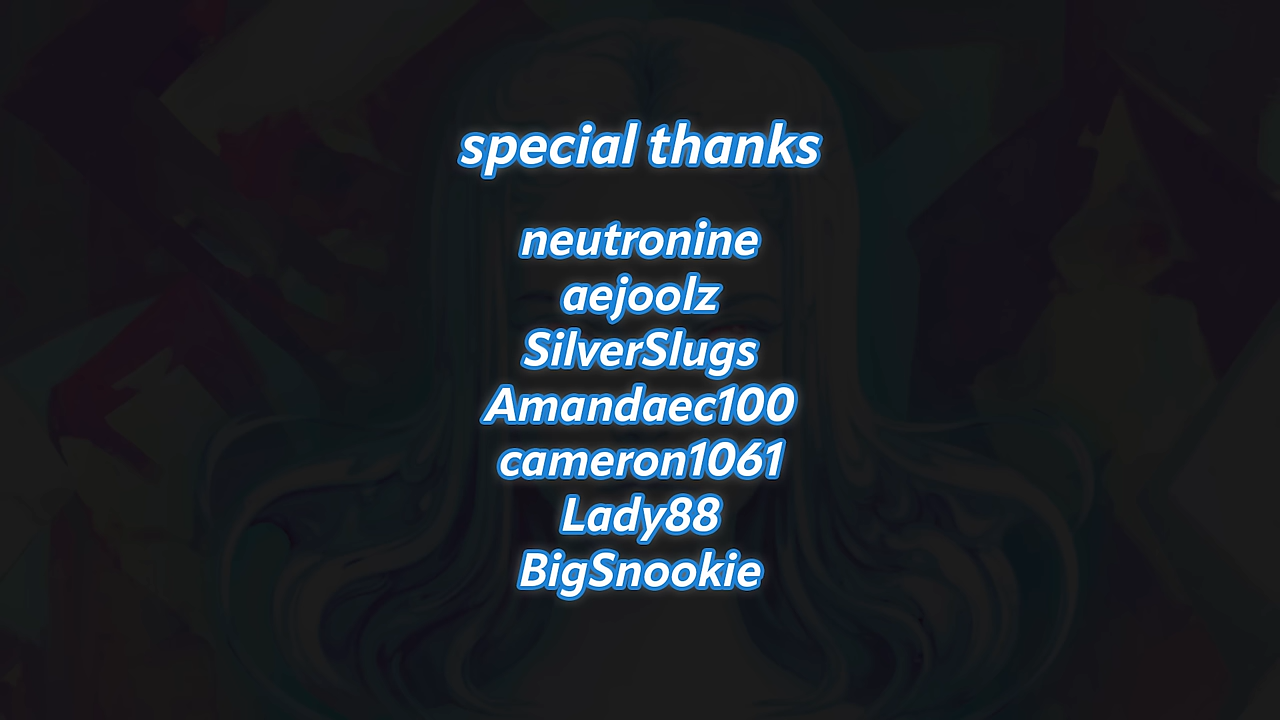 special thanks
neutronine
aejoolz
SilverSlugs
Amandaec100
cameron1061
Lady88
BigSnookie